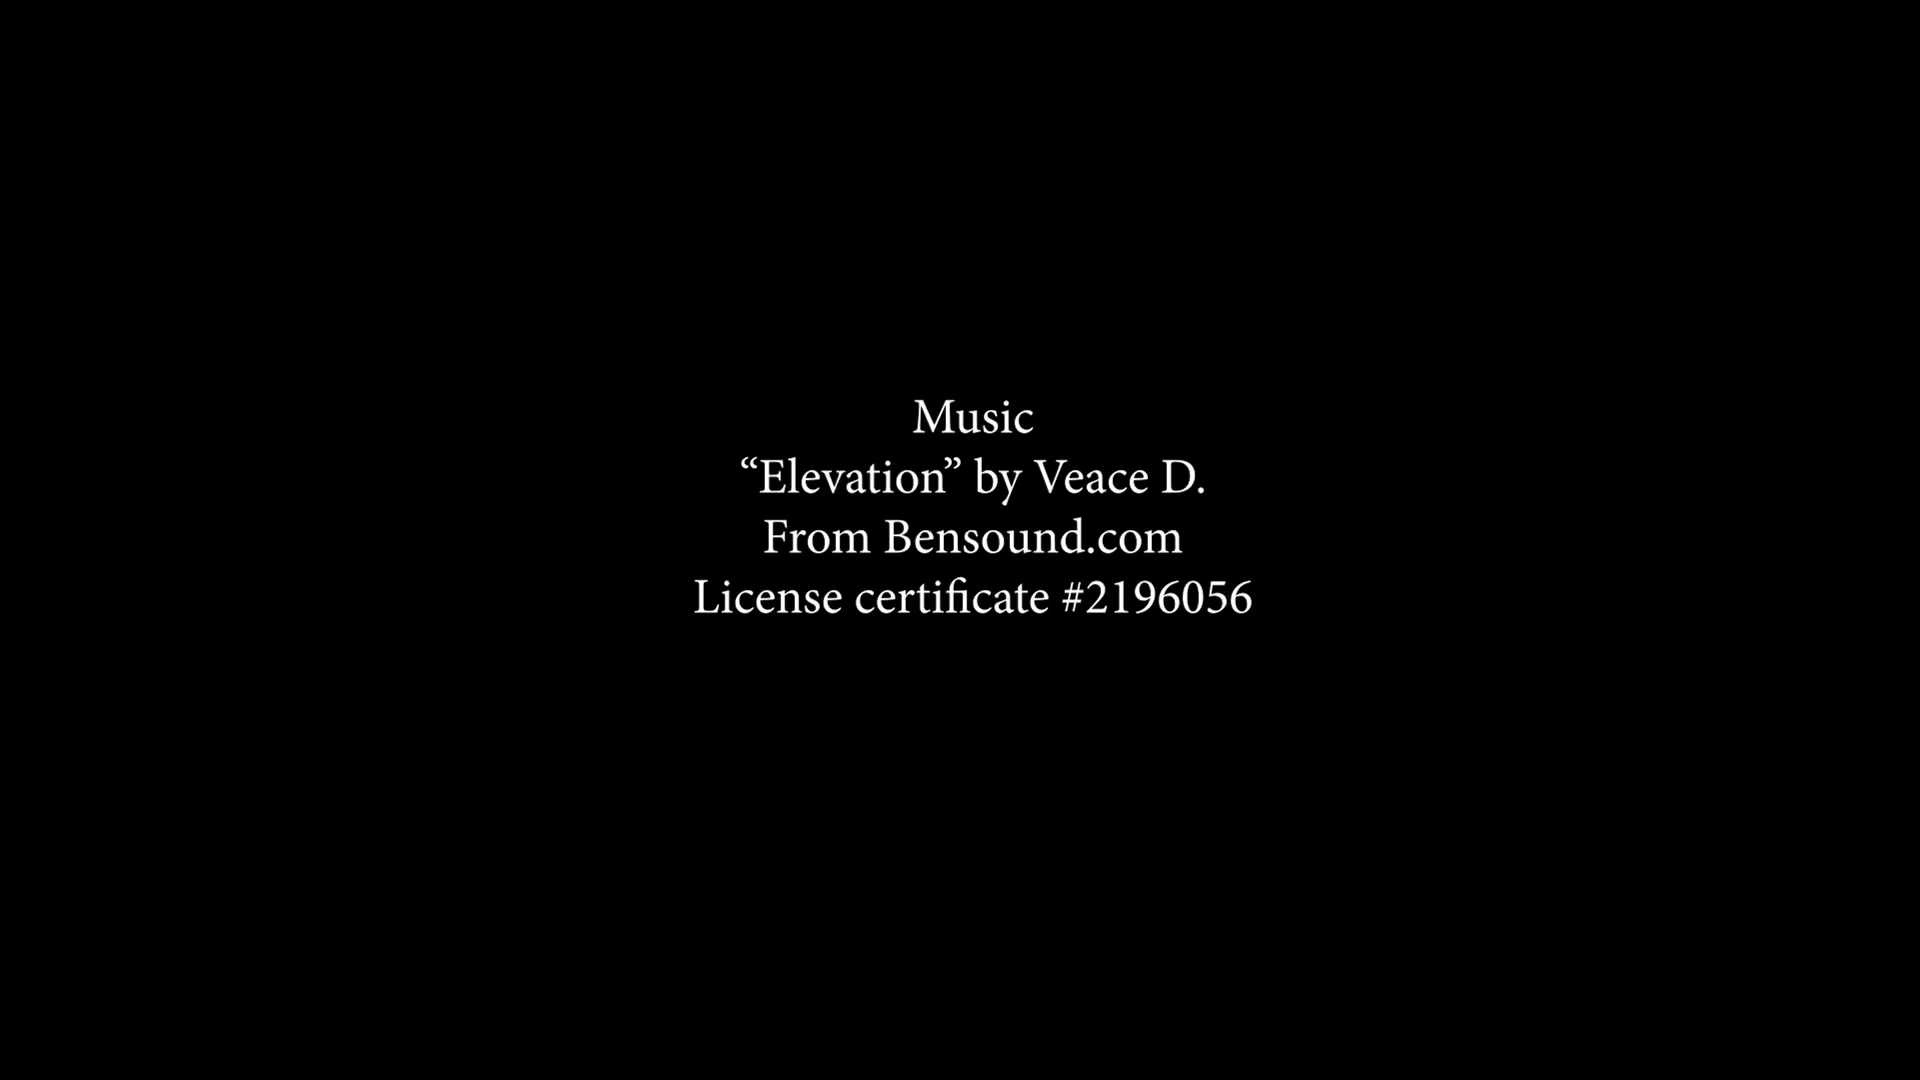 Music
“Elevation” by Veace D.
From Bensound.com
License certificate #2196056